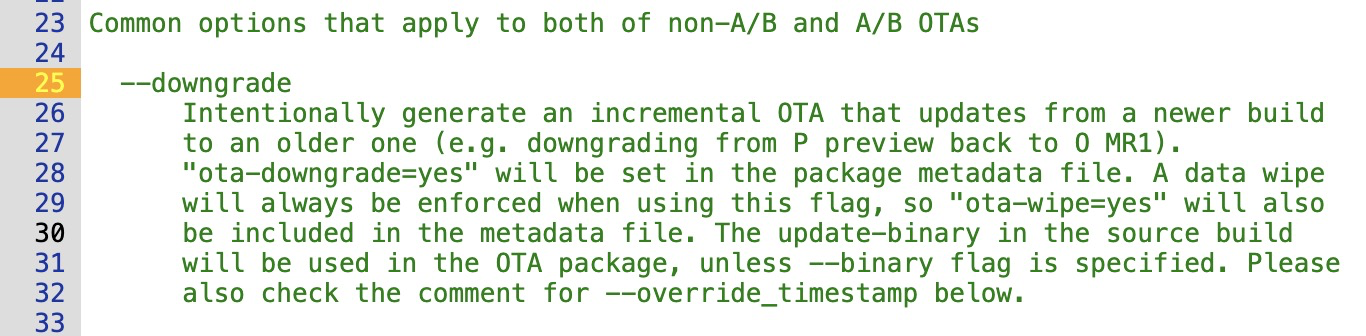 23 Common options that apply to both of non-A/B and A/B OTAs
24
25 --downgrade
26 Intentionally generate an incremental OTA that updates from a newer build
27 to an older one (e.g. downgrading from P preview back to O MR1).
28 "ota-downgrade=yes" will be set in the package metadata file. A data wipe
29 will always be enforced when using this flag, so "ota-wipe=yes" will also
30 be included in the metadata file. The update-binary in the source build
31 will be used in the OTA package, unless --binary flag is specified. Please
32 also check the comment for --override_timestamp below.
33